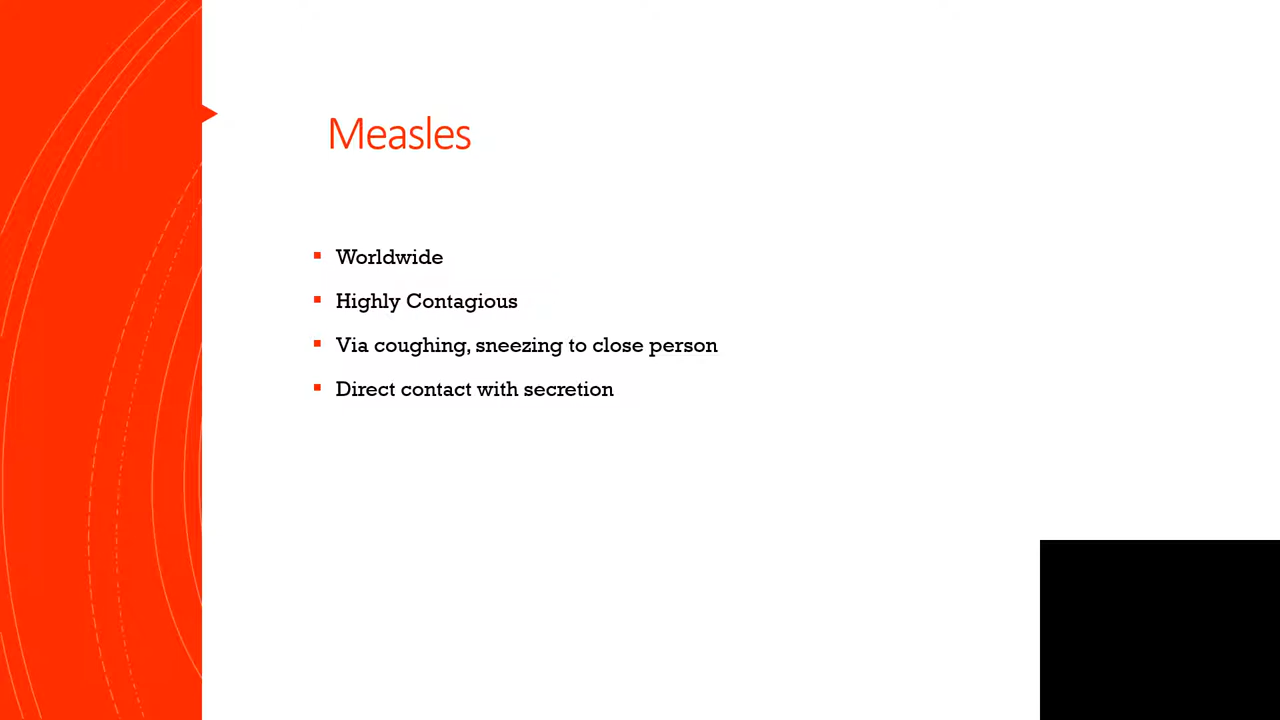 Measles
Worldwide
Highly Contagious
Via coughing, sneezing to close person
Direct contact with secretion